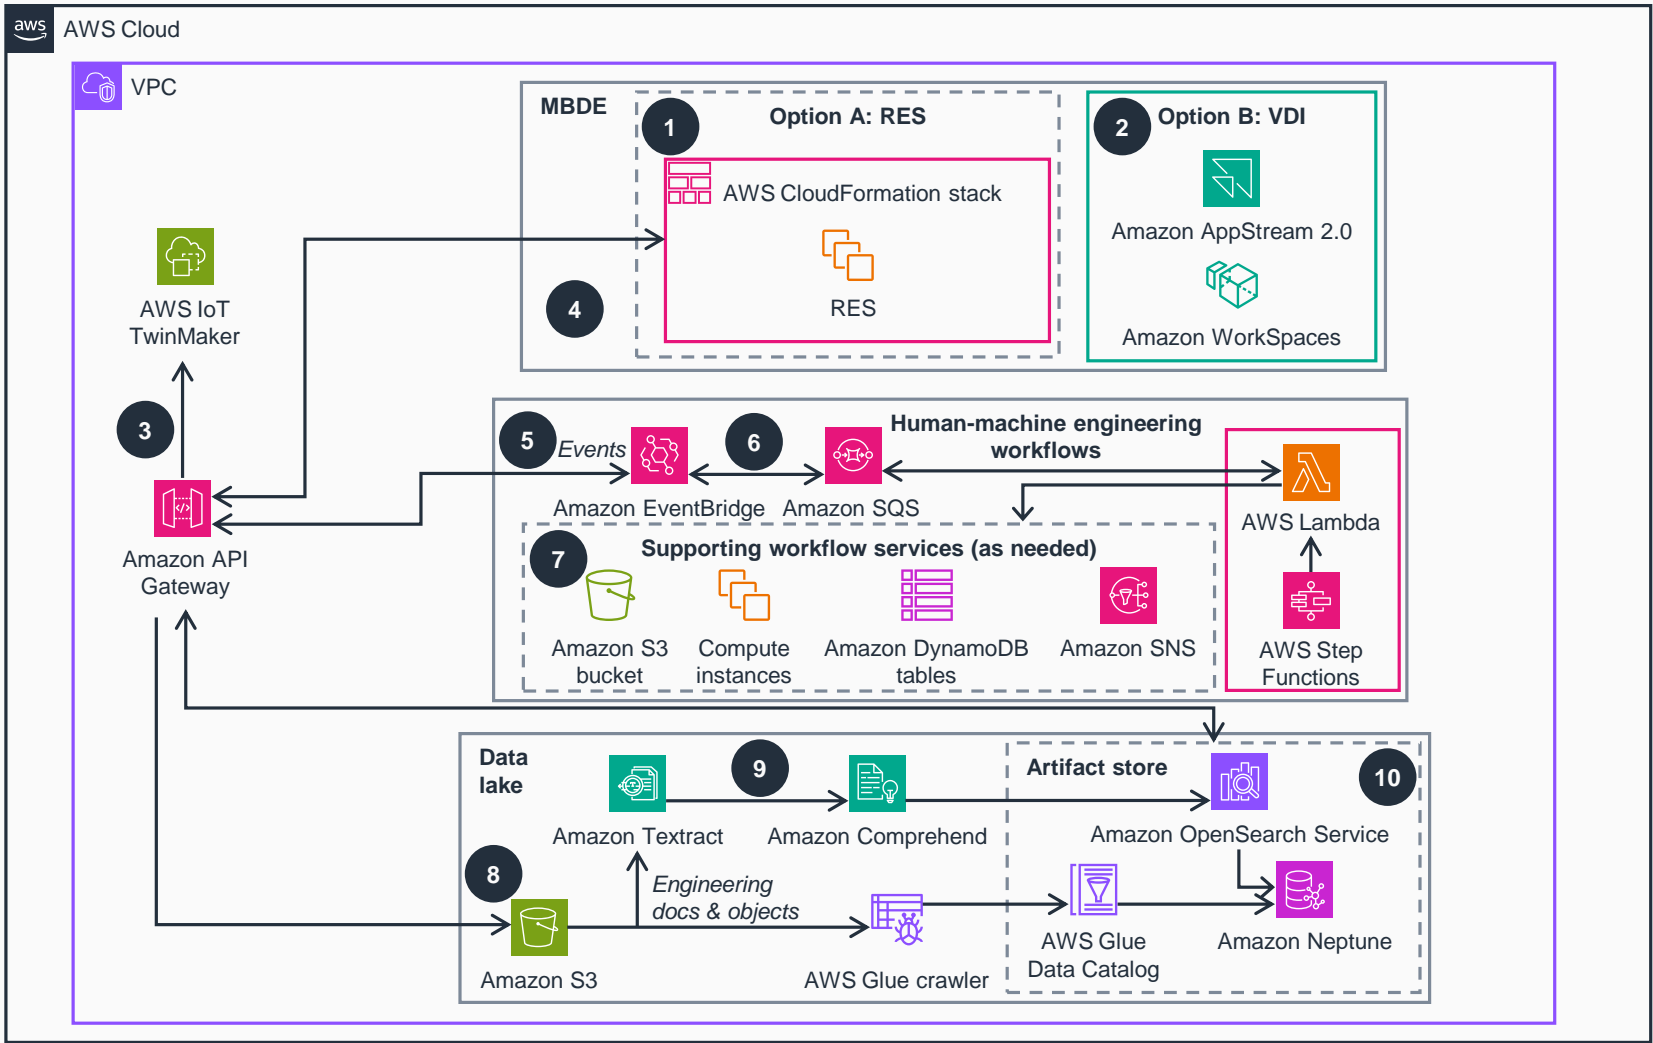 aws
AWS Cloud
VPC
MBDE
1
Option A: RES
AWS CloudFormation stack
RES
2
Option B: VDI
Amazon AppStream 2.0
Amazon WorkSpaces
4
AWS IoT
TwinMaker
3
Amazon API
Gateway
5
Events
Amazon EventBridge
6
Amazon SQS
Human-machine engineering
workflows
AWS Lambda
AWS Step
Functions
7
Supporting workflow services (as needed)
Amazon S3
bucket
Compute
instances
Amazon DynamoDB
tables
Amazon SNS
Data
lake
8
Amazon S3
Amazon Textract
9
Amazon Comprehend
Engineering
docs & objects
AWS Glue crawler
Artifact store
10
Amazon OpenSearch Service
AWS Glue
Data Catalog
Amazon Neptune